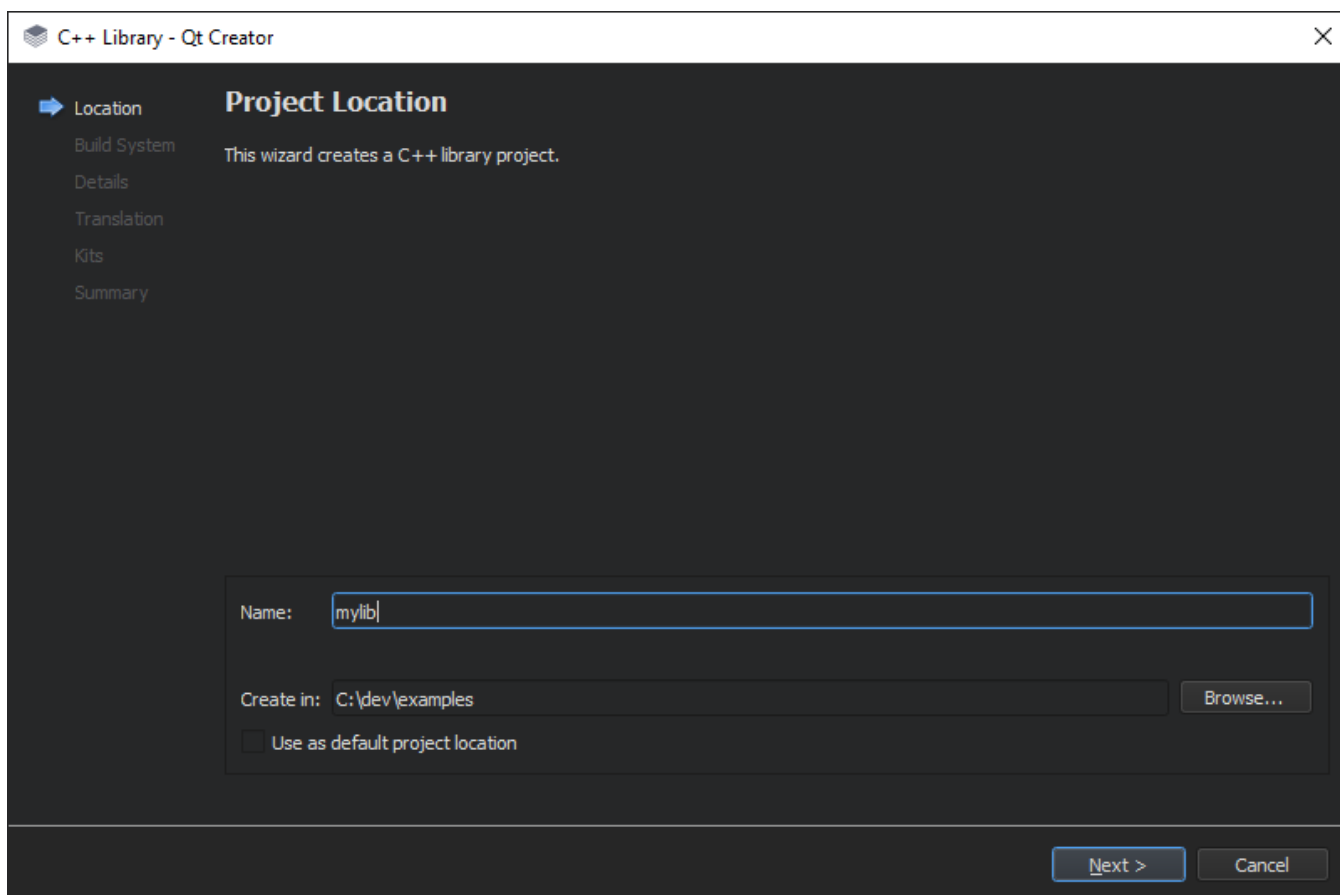 C++ Library - Qt Creator
Location
Build System
Details
Translation
Kits
Summary
Project Location
This wizard creates a C++ library project.
Name: mylib
Create in: C:\dev\examples Browse...
Use as default project location
Next > Cancel